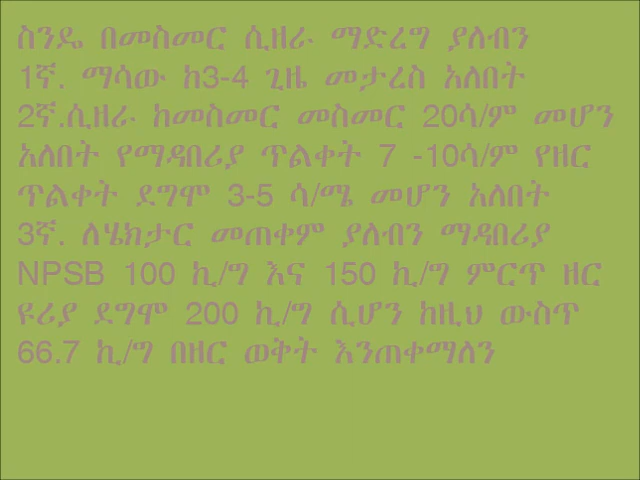 ስንዴ በመስመር ሲዘራ ማድረግ ያለብን
1ኛ. ማሳው ከ3-4 ጊዜ መታረስ አለበት
2ኛ.ሲዘራ ከመስመር መስመር 20ሳ/ም መሆን
አለበት የማዳበሪያ ጥልቀት 7 -10ሳ/ም የዘር
ጥልቀት ደግሞ 3-5 ሳ/ሜ መሆን አለበት
3ኛ. ለሄክታር መጠቀም ያለብን ማዳበሪያ
NPSB 100 ኪ/ግ እና 150 ኪ/ግ ምርጥ ዘር
ዩሪያ ደግሞ 200 ኪ/ግ ሲሆን ከዚህ ውስጥ
66.7 ኪ/ግ በዘር ወቅት እንጠቀማለን